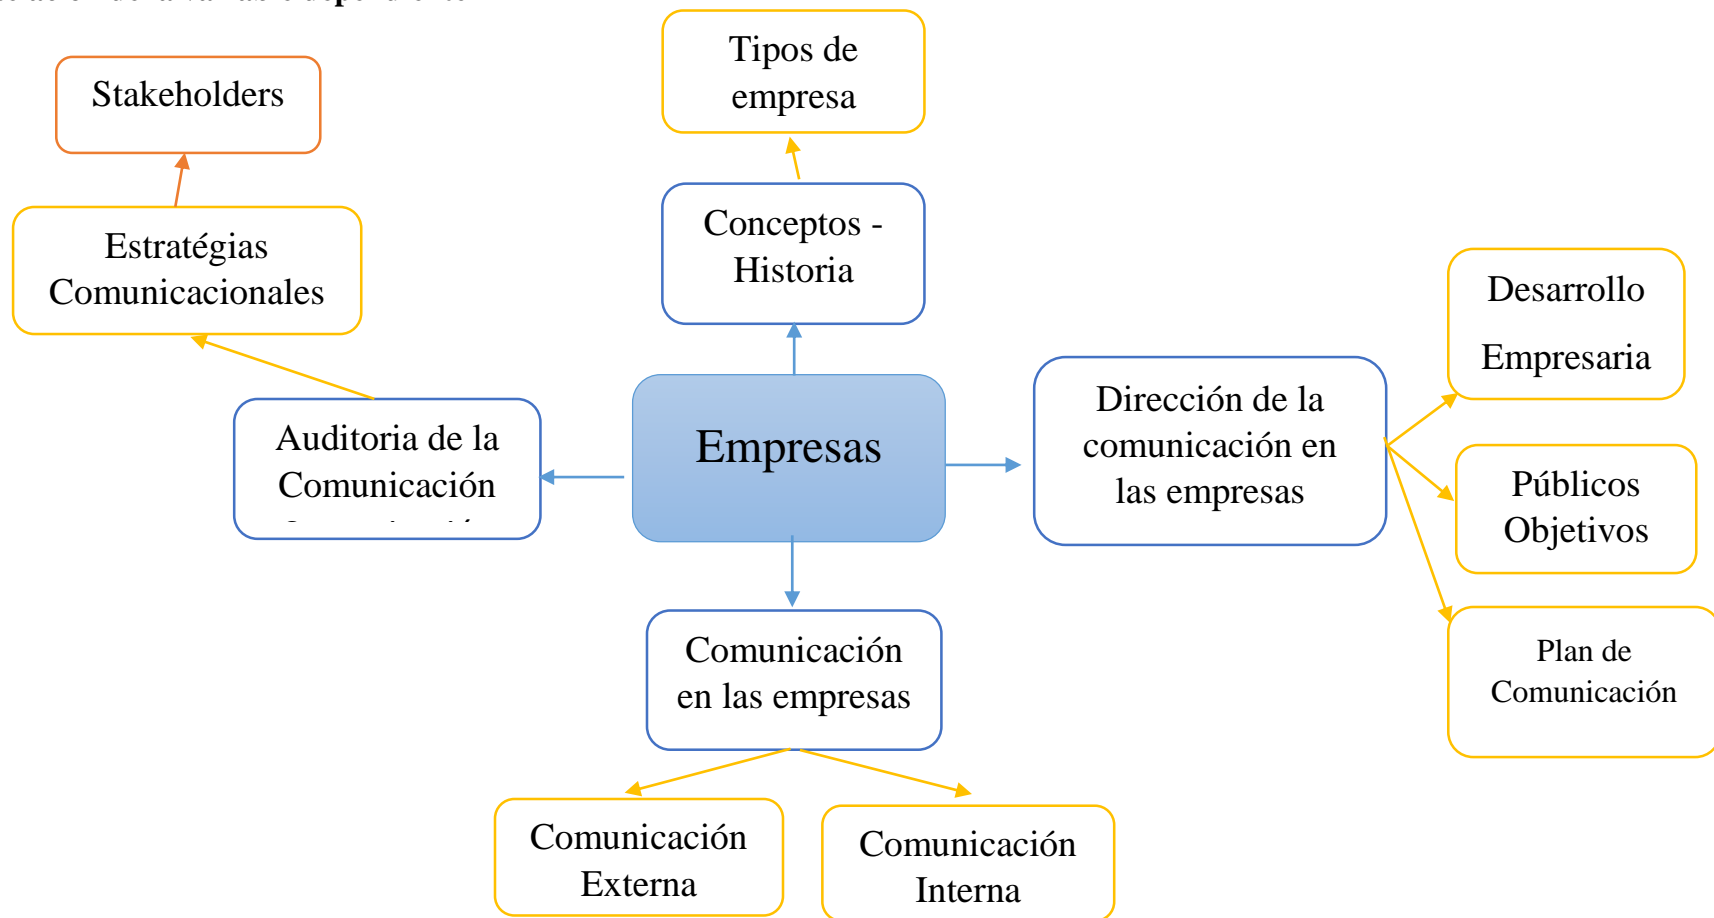 Tipos de
empresa
Stakeholders
Conceptos -
Historia
Estratégias
Comunicacionales
Desarrollo
Empresaria
Dirección de la
comunicación en
las empresas
Empresas
Auditoria de la
Comunicación
Públicos
Objetivos
Plan de
Comunicación
Comunicación
en las empresas
Comunicación
Externa
Comunicación
Interna